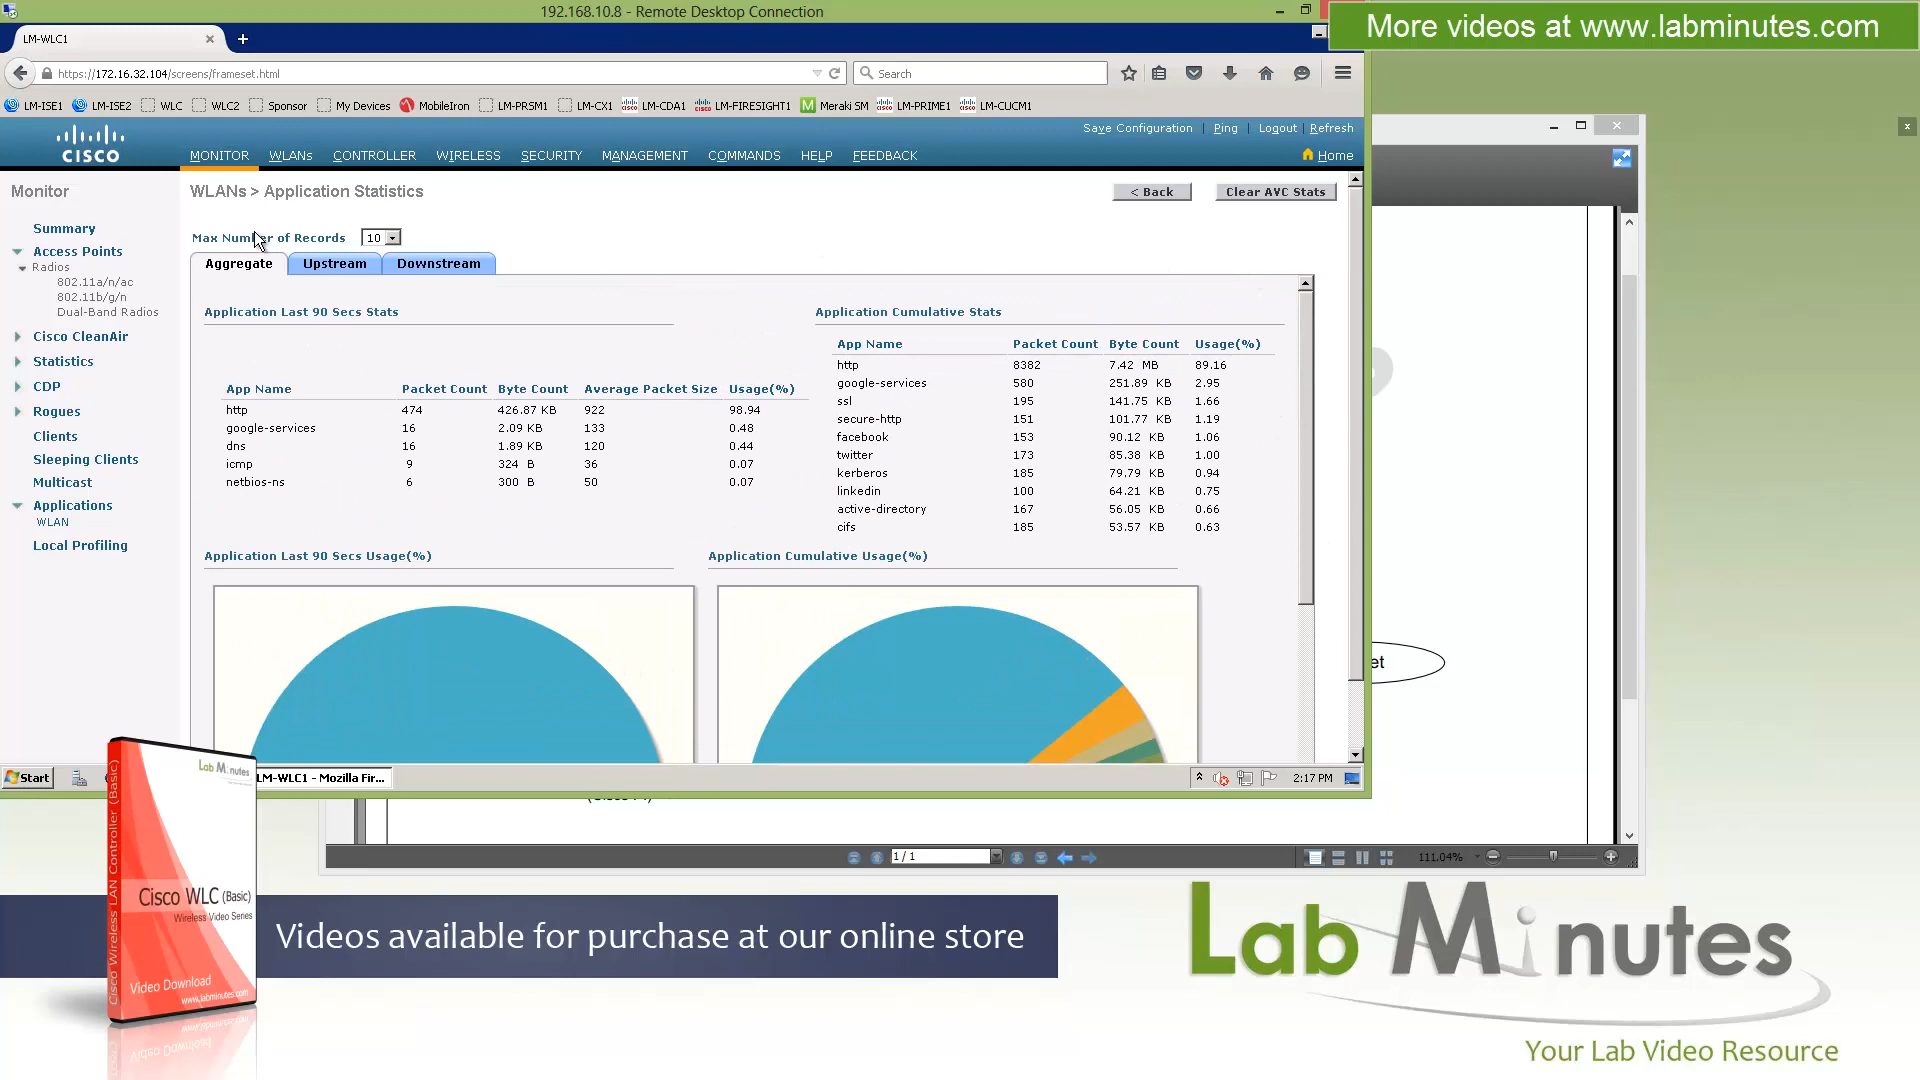 192.168.10.8 - Remote Desktop Connection
More videos at www.labminutes.com
LM-WLC1
https://172.16.32.104/screens/frameset.html
Search
LM-ISE1 LM-ISE2 WLC WLC2 Sponsor My Devices MobileIron LM-PRSM1 LM-CX1 LM-CDA1 LM-FIRESIGHT1 Meraki SM LM-PRIME1 LM-CUCM1
Save Configuration | Ping | Logout | Refresh
CISCO
MONITOR WLANs CONTROLLER WIRELESS SECURITY MANAGEMENT COMMANDS HELP FEEDBACK Home
Monitor
Summary
Access Points
Radios
802.11a/n/ac
802.11b/g/n
Dual-Band Radios
Cisco CleanAir
Statistics
CDP
Rogues
Clients
Sleeping Clients
Multicast
Applications
WLAN
Local Profiling
WLANs > Application Statistics
< Back
Clear AVC Stats
Max Number of Records 10
Aggregate Upstream Downstream
Application Last 90 Secs Stats
App Name Packet Count Byte Count Average Packet Size Usage(%)
http 474 426.87 KB 922 98.94
google-services 16 2.09 KB 133 0.48
dns 16 1.89 KB 120 0.44
icmp 9 324 B 36 0.07
netbios-ns 6 300 B 50 0.07
Application Cumulative Stats
App Name Packet Count Byte Count Usage(%)
http 8382 7.42 MB 89.16
google-services 580 251.89 KB 2.95
ssl 195 141.75 KB 1.66
secure-http 151 101.77 KB 1.19
facebook 153 90.12 KB 1.06
twitter 173 85.38 KB 1.00
kerberos 185 79.79 KB 0.94
linkedin 100 64.21 KB 0.75
active-directory 167 56.05 KB 0.66
cifs 185 53.57 KB 0.63
Application Last 90 Secs Usage(%)
Application Cumulative Usage(%)
et
Start
LM-WLC1 - Mozilla Fir...
2:17 PM
1 / 1
111.04%
Lab Minutes
Cisco Wireless LAN Controller (Basic)
Cisco WLC (Basic)
Wireless Video Series
Video Download
www.labminutes.com
Videos available for purchase at our online store
Lab Minutes
Your Lab Video Resource